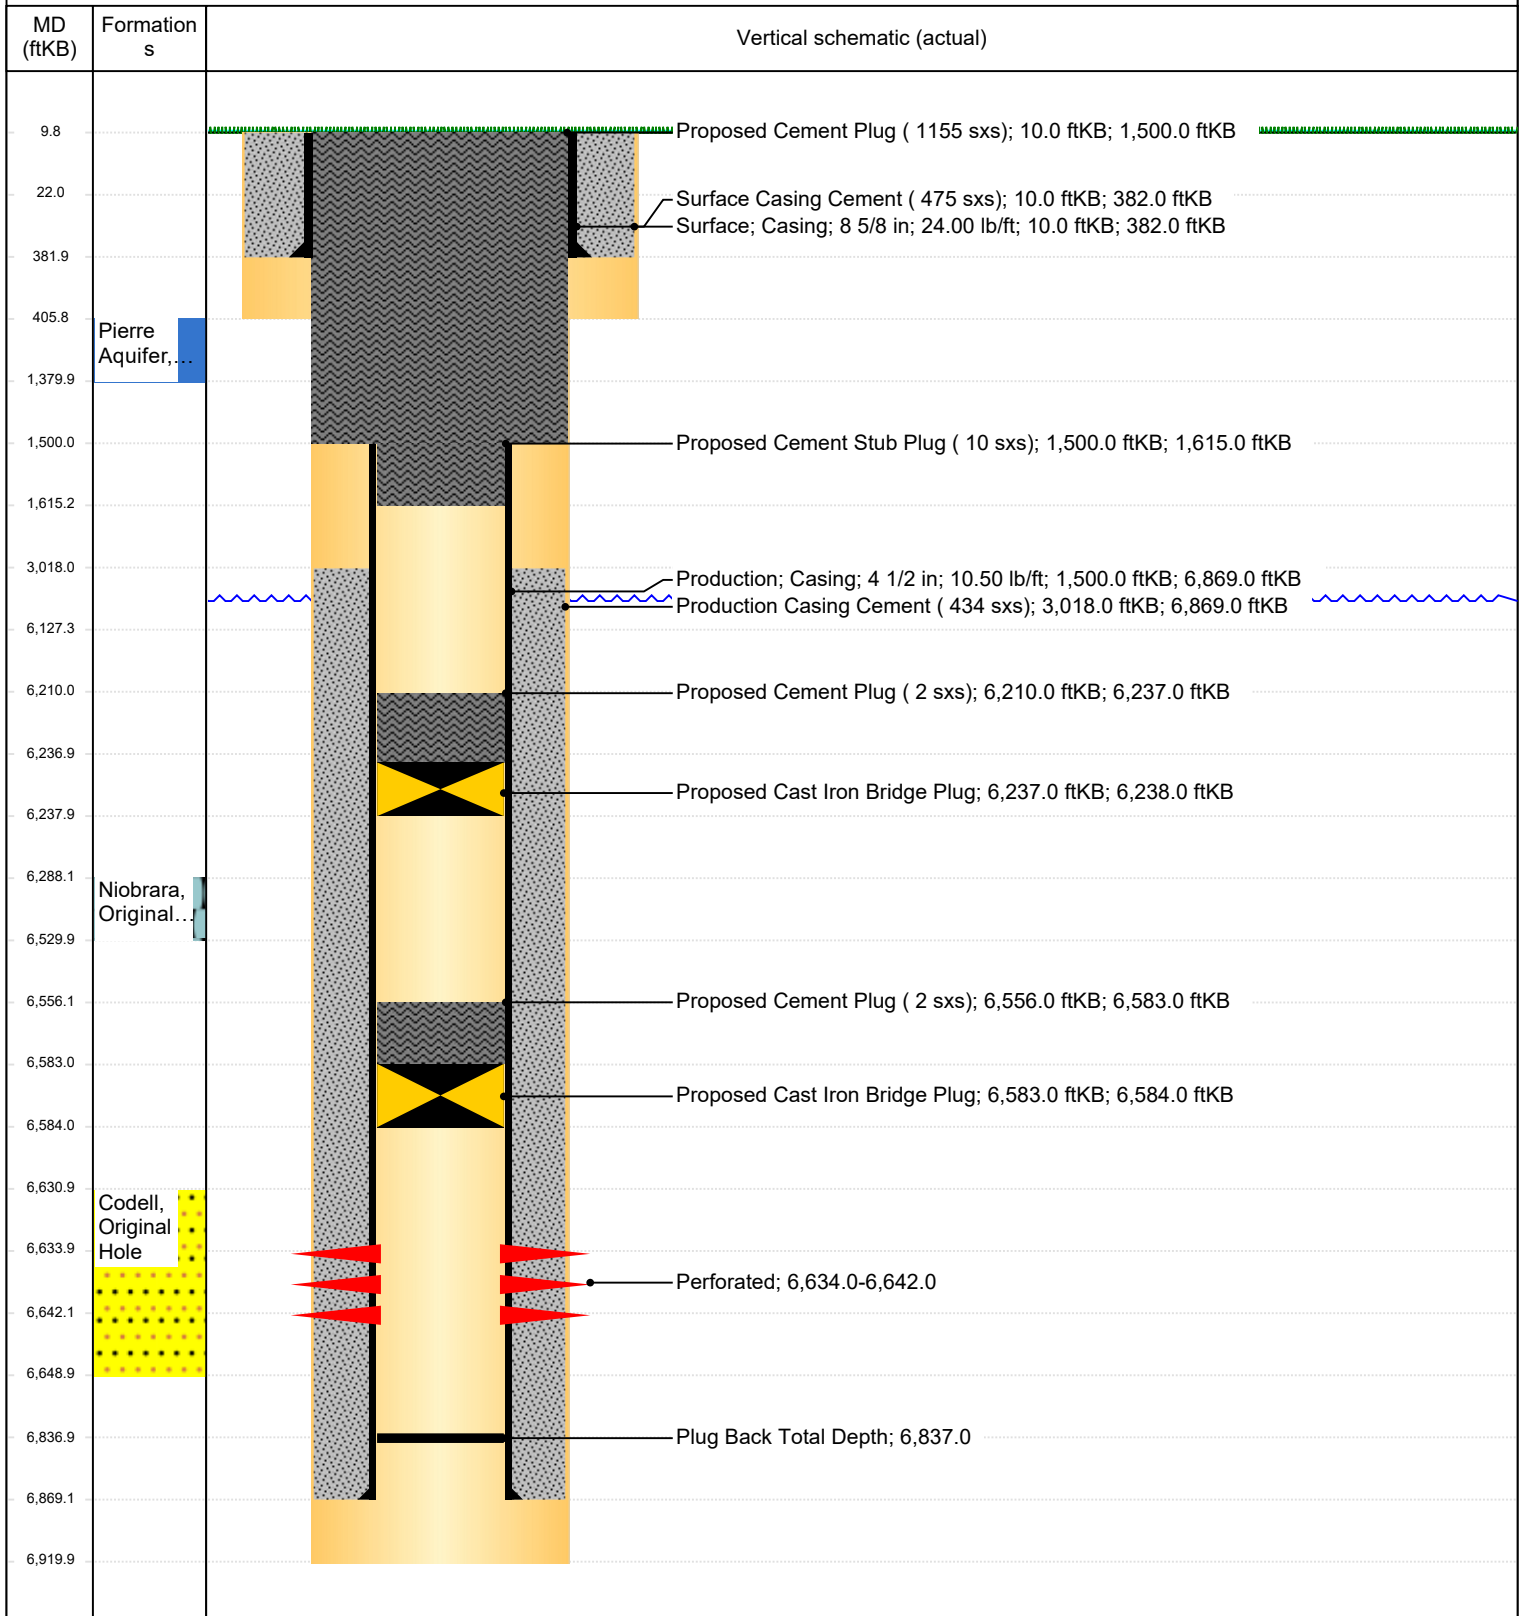 MD
(ftKB)
Formation
s
Vertical schematic (actual)
9.8
Proposed Cement Plug ( 1155 sxs); 10.0 ftKB; 1,500.0 ftKB
22.0
Surface Casing Cement ( 475 sxs); 10.0 ftKB; 382.0 ftKB
Surface; Casing; 8 5/8 in; 24.00 lb/ft; 10.0 ftKB; 382.0 ftKB
381.9
405.8
Pierre
Aquifer,...
1,379.9
1,500.0
Proposed Cement Stub Plug ( 10 sxs); 1,500.0 ftKB; 1,615.0 ftKB
1,615.2
3,018.0
Production; Casing; 4 1/2 in; 10.50 lb/ft; 1,500.0 ftKB; 6,869.0 ftKB
Production Casing Cement ( 434 sxs); 3,018.0 ftKB; 6,869.0 ftKB
6,127.3
6,210.0
Proposed Cement Plug ( 2 sxs); 6,210.0 ftKB; 6,237.0 ftKB
6,236.9
Proposed Cast Iron Bridge Plug; 6,237.0 ftKB; 6,238.0 ftKB
6,237.9
6,288.1
Niobrara,
Original...
6,529.9
6,556.1
Proposed Cement Plug ( 2 sxs); 6,556.0 ftKB; 6,583.0 ftKB
6,583.0
Proposed Cast Iron Bridge Plug; 6,583.0 ftKB; 6,584.0 ftKB
6,584.0
6,630.9
Codell,
Original
Hole
6,633.9
Perforated; 6,634.0-6,642.0
6,642.1
6,648.9
6,836.9
Plug Back Total Depth; 6,837.0
6,869.1
6,919.9